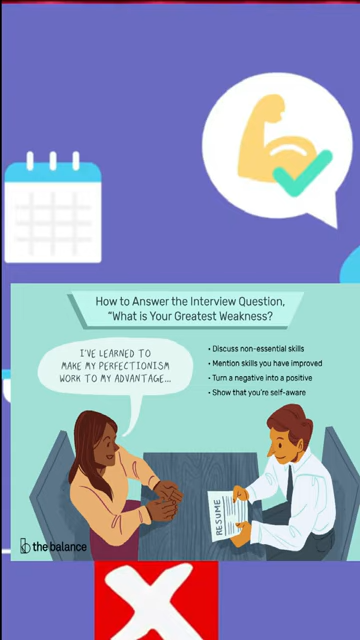 How to Answer the Interview Question,
"What is Your Greatest Weakness?
I'VE LEARNED TO
MAKE MY PERFECTIONISM
WORK TO MY ADVANTAGE...
• Discuss non-essential skills
• Mention skills you have improved
• Turn a negative into a positive
• Show that you're self-aware
RESUME
the balance